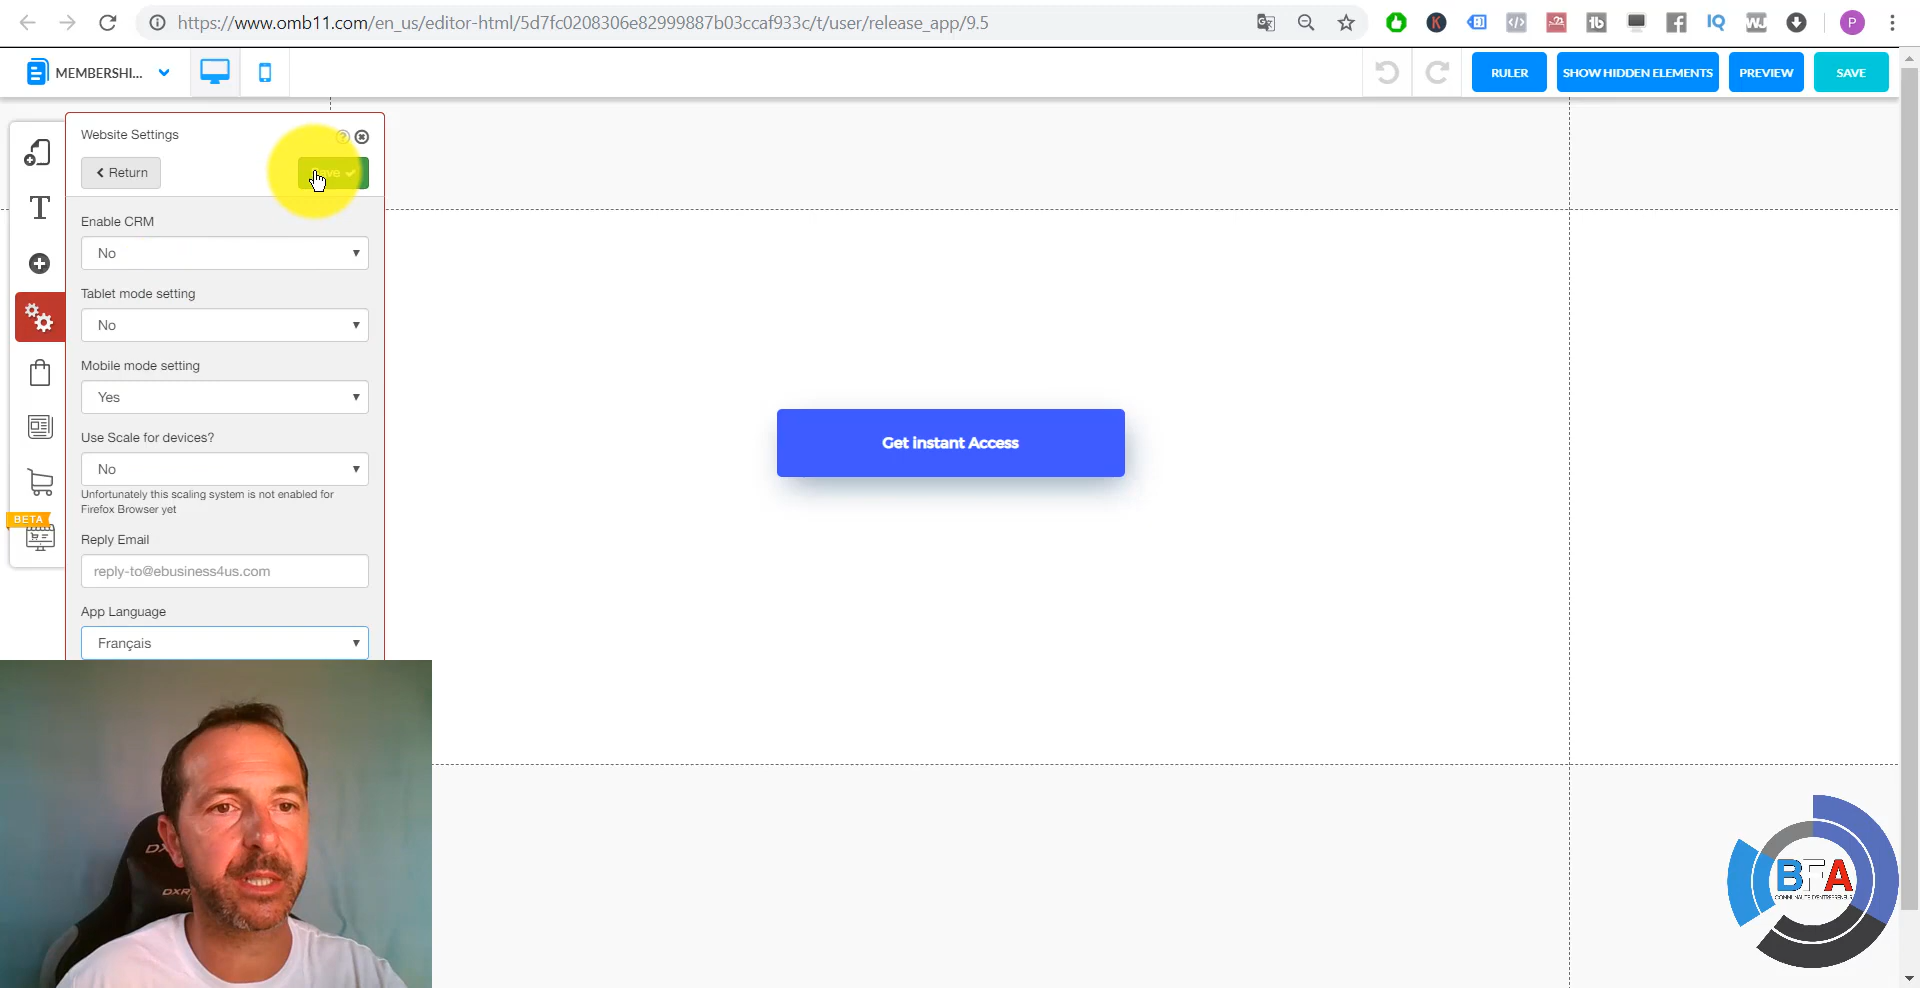 https://www.omb11.com/en_us/editor-html/5d7fc0208306e82999887b03ccaf933c/t/user/release_app/9.5
MEMBERSHI...
RULER
SHOW HIDDEN ELEMENTS
PREVIEW
SAVE
Website Settings
Return
Enable CRM
No
Tablet mode setting
No
Mobile mode setting
Yes
Use Scale for devices?
No
Unfortunately this scaling system is not enabled for
Firefox Browser yet
Reply Email
reply-to@ebusiness4us.com
App Language
Français
BETA
Get instant Access
BFA